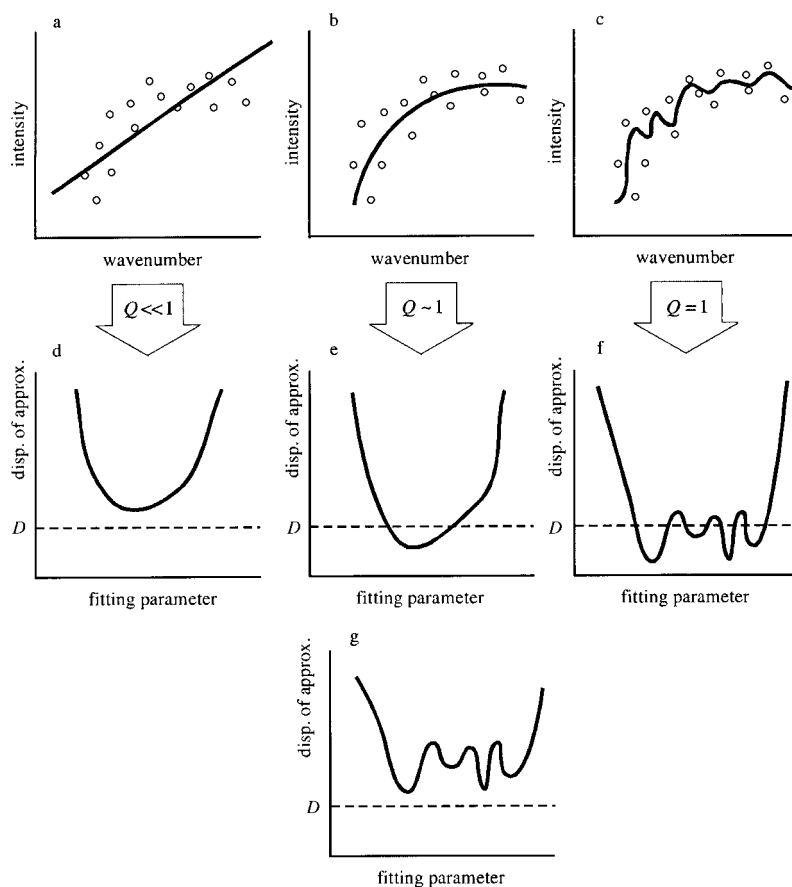 a
b
c
intensity
intensity
intensity
wavenumber
wavenumber
wavenumber
Q<<1
Q~1
Q=1
d
e
f
disp. of approx.
disp. of approx.
disp. of approx.
D
D
D
fitting parameter
fitting parameter
fitting parameter
g
disp. of approx.
D
fitting parameter